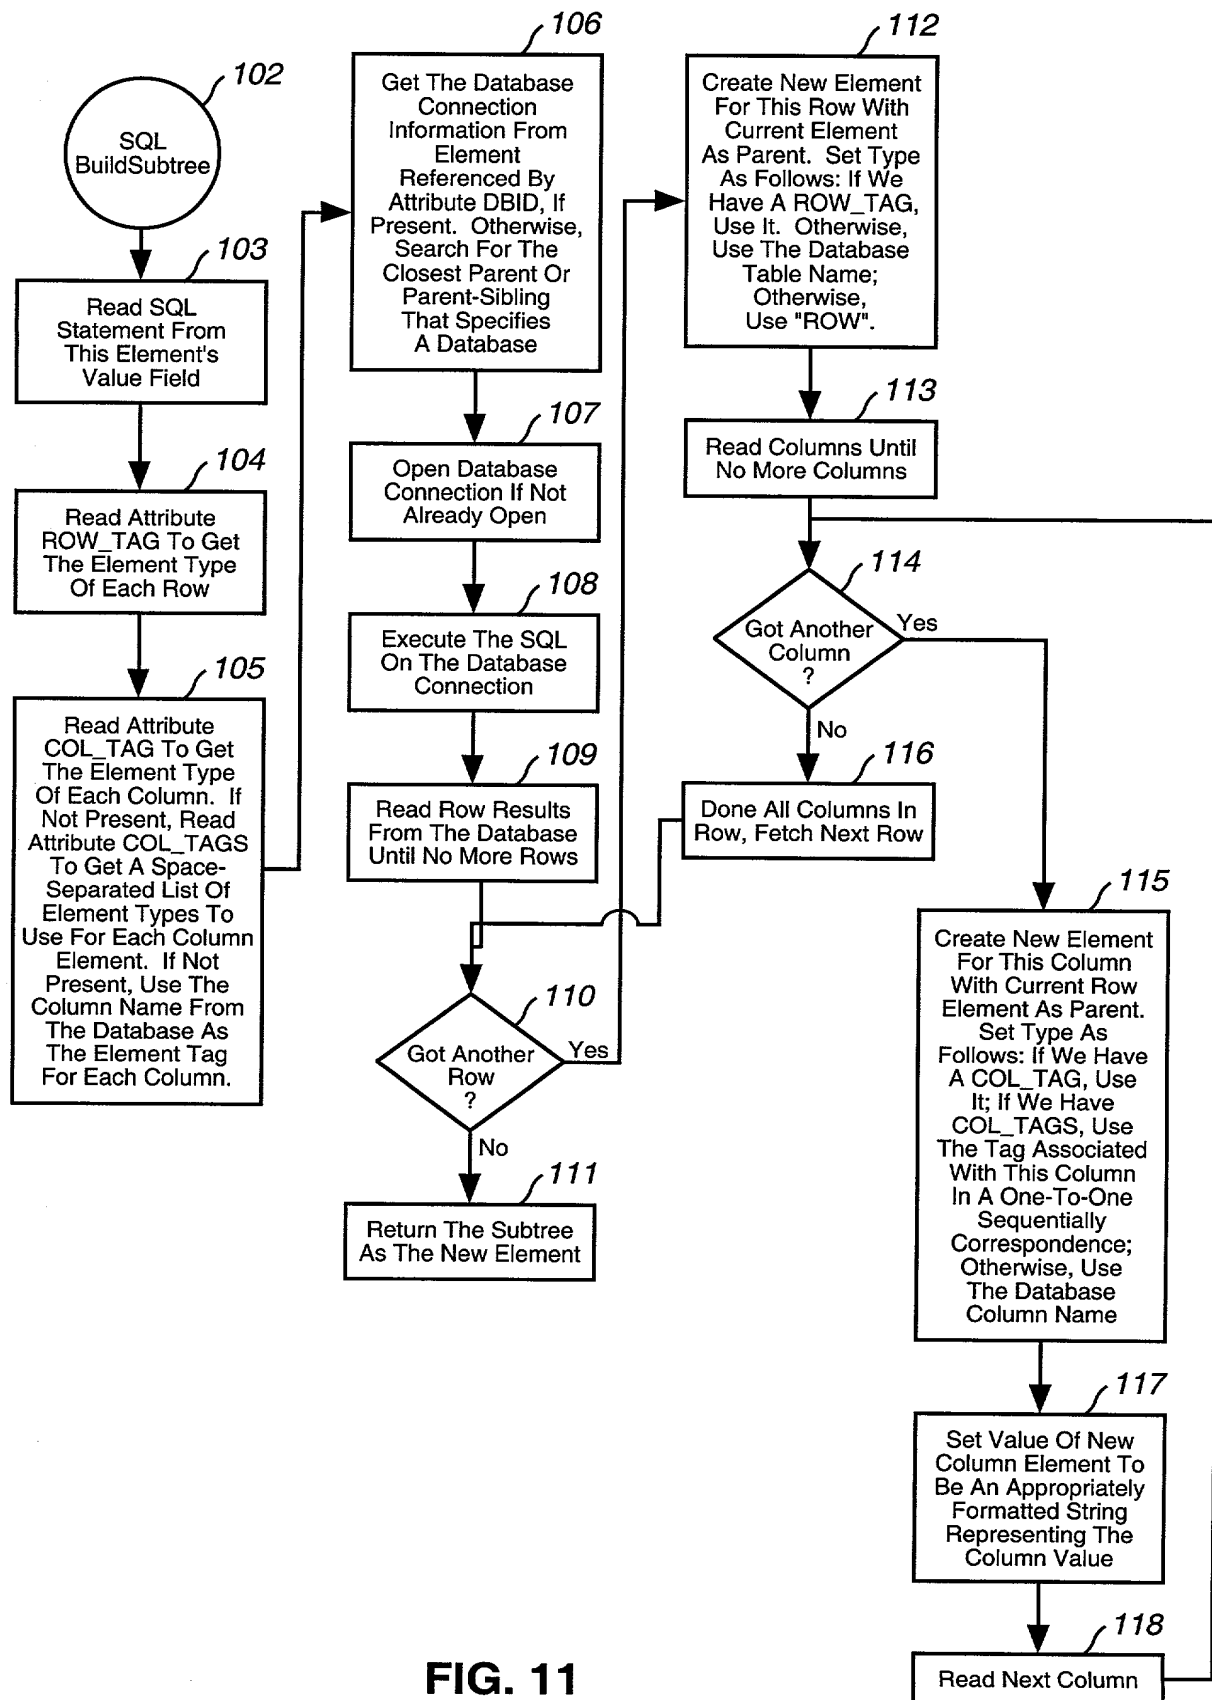 102
SQL
BuildSubtree
103
Read SQL
Statement From
This Element's
Value Field
104
Read Attribute
ROW_TAG To Get
The Element Type
Of Each Row
105
Read Attribute
COL_TAG To Get
The Element Type
Of Each Column. If
Not Present, Read
Attribute COL_TAGS
To Get A Space-
Separated List Of
Element Types To
Use For Each Column
Element. If Not
Present, Use The
Column Name From
The Database As
The Element Tag
For Each Column.
106
Get The Database
Connection
Information From
Element
Referenced By
Attribute DBID, If
Present. Otherwise,
Search For The
Closest Parent Or
Parent-Sibling
That Specifies
A Database
107
Open Database
Connection If Not
Already Open
108
Execute The SQL
On The Database
Connection
109
Read Row Results
From The Database
Until No More Rows
110
Got Another
Row
?
Yes
No
111
Return The Subtree
As The New Element
112
Create New Element
For This Row With
Current Element
As Parent. Set Type
As Follows: If We
Have A ROW_TAG,
Use It. Otherwise,
Use The Database
Table Name;
Otherwise,
Use "ROW".
113
Read Columns Until
No More Columns
114
Got Another
Column
?
Yes
No
116
Done All Columns In
Row, Fetch Next Row
115
Create New Element
For This Column
With Current Row
Element As Parent.
Set Type As
Follows: If We Have
A COL_TAG, Use
It; If We Have
COL_TAGS, Use
The Tag Associated
With This Column
In A One-To-One
Sequentially
Correspondence;
Otherwise, Use
The Database
Column Name
117
Set Value Of New
Column Element To
Be An Appropriately
Formatted String
Representing The
Column Value
118
Read Next Column
FIG. 11